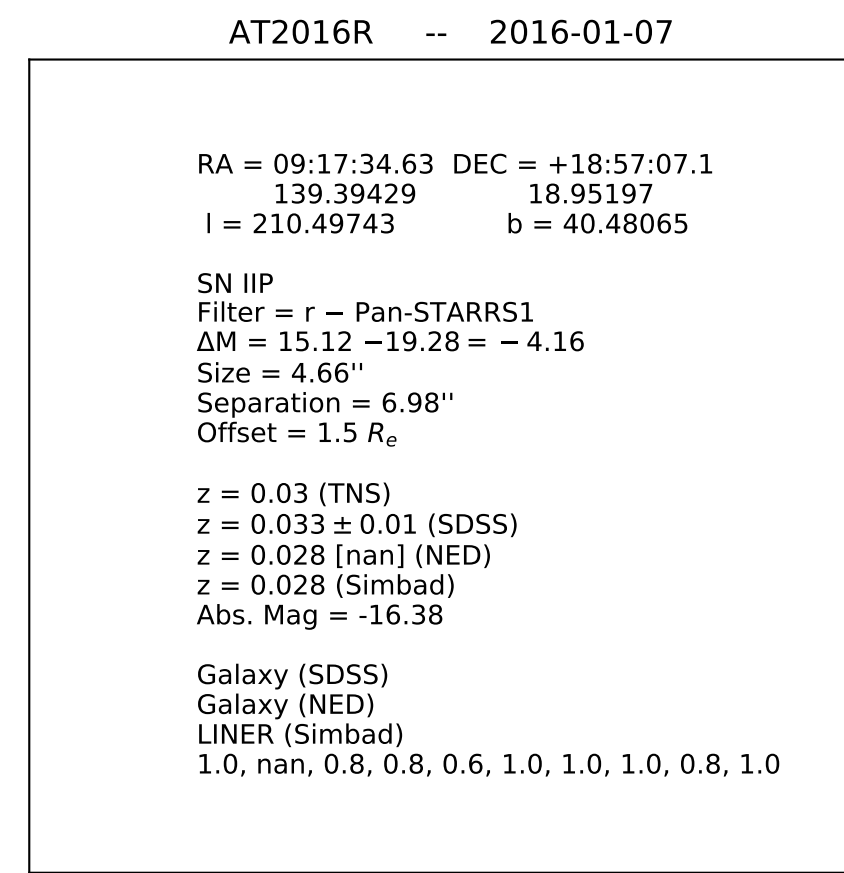 AT2016R -- 2016-01-07
RA = 09:17:34.63 DEC = +18:57:07.1
139.39429 18.95197
l = 210.49743 b = 40.48065
SN IIP
Filter = r − Pan-STARRS1
ΔM = 15.12 −19.28 = − 4.16
Size = 4.66''
Separation = 6.98''
Offset = 1.5 Rₑ
z = 0.03 (TNS)
z = 0.033 ± 0.01 (SDSS)
z = 0.028 [nan] (NED)
z = 0.028 (Simbad)
Abs. Mag = -16.38
Galaxy (SDSS)
Galaxy (NED)
LINER (Simbad)
1.0, nan, 0.8, 0.8, 0.6, 1.0, 1.0, 1.0, 0.8, 1.0